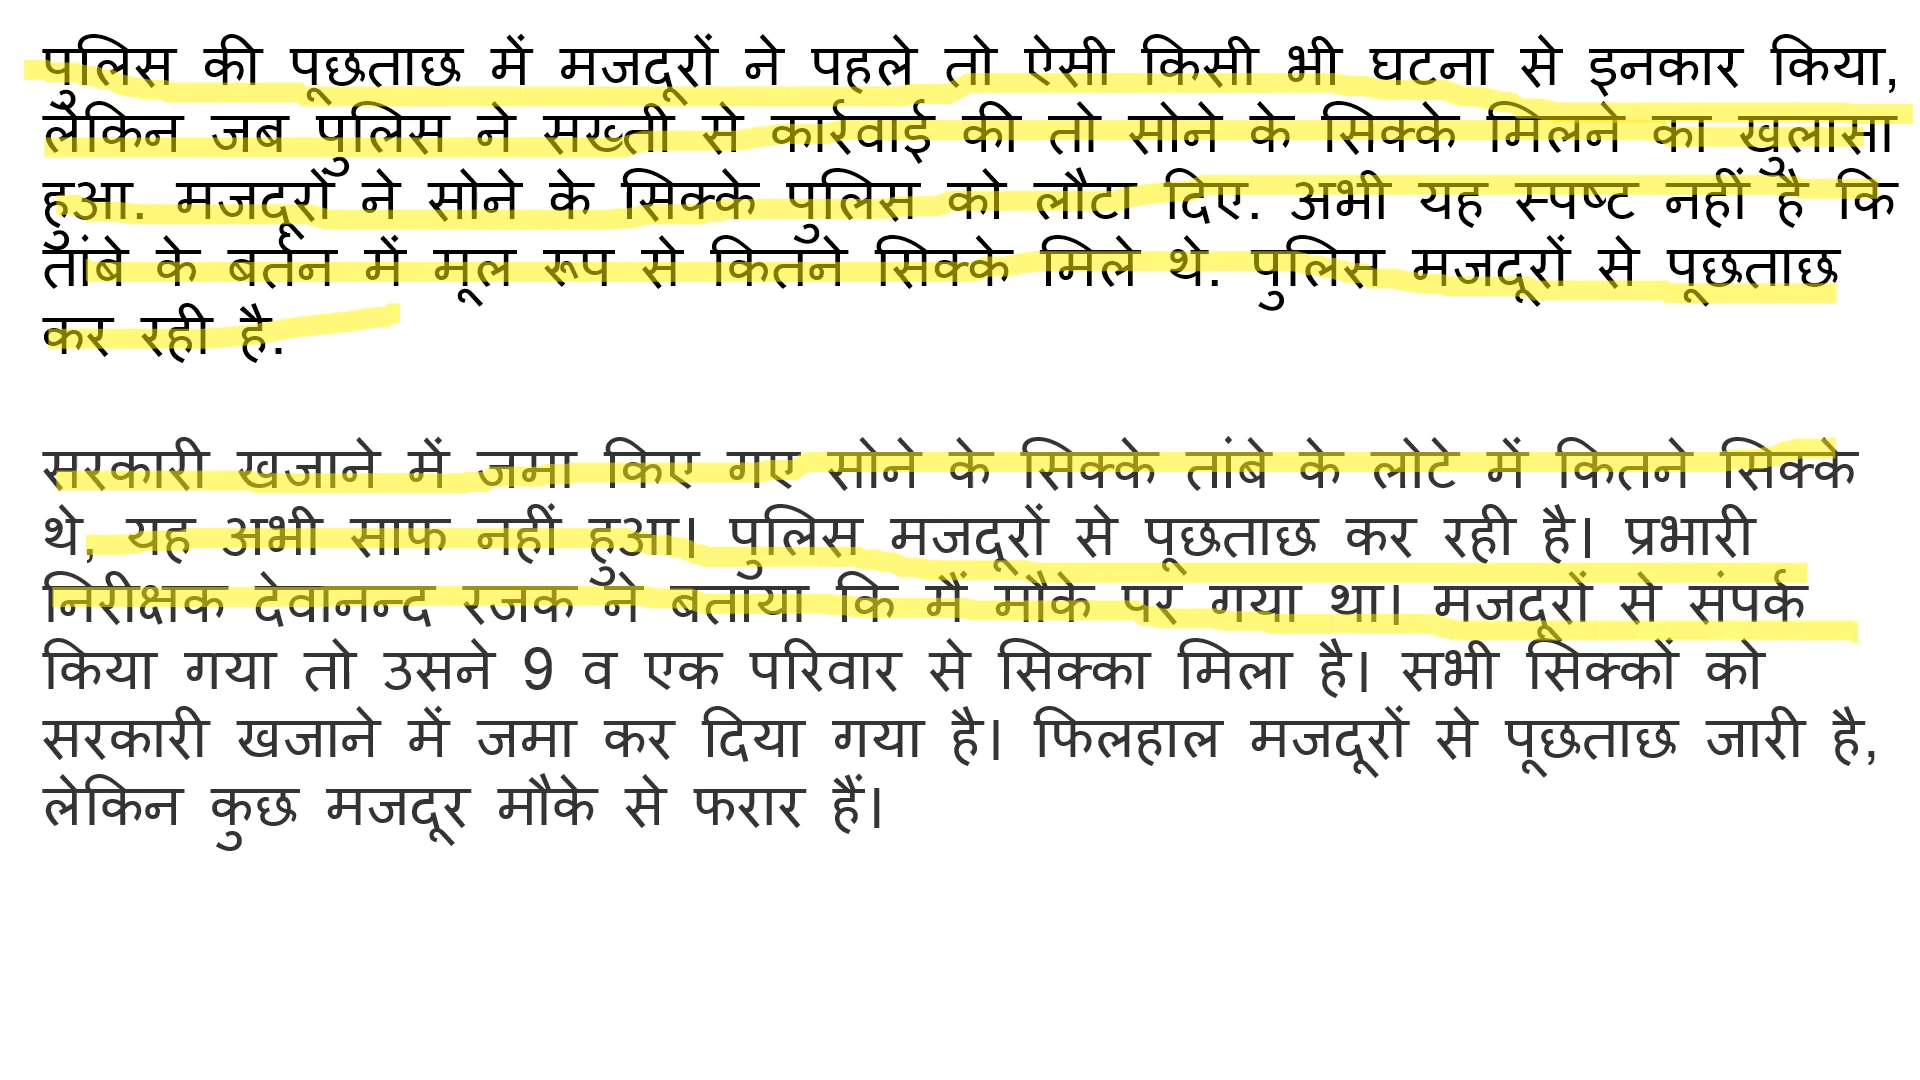 पुलिस की पूछताछ में मजदूरों ने पहले तो ऐसी किसी भी घटना से इनकार किया,
लेकिन जब पुलिस ने सख्ती से कार्रवाई की तो सोने के सिक्के मिलने का खुलासा
हुआ. मजदूरों ने सोने के सिक्के पुलिस को लौटा दिए. अभी यह स्पष्ट नहीं है कि
तांबे के बर्तन में मूल रूप से कितने सिक्के मिले थे. पुलिस मजदूरों से पूछताछ
कर रही है.
सरकारी खजाने में जमा किए गए सोने के सिक्के तांबे के लोटे में कितने सिक्के
थे, यह अभी साफ नहीं हुआ। पुलिस मजदूरों से पूछताछ कर रही है। प्रभारी
निरीक्षक देवानन्द रजक ने बताया कि मैं मौके पर गया था। मजदूरों से संपर्क
किया गया तो उसने 9 व एक परिवार से सिक्का मिला है। सभी सिक्कों को
सरकारी खजाने में जमा कर दिया गया है। फिलहाल मजदूरों से पूछताछ जारी है,
लेकिन कुछ मजदूर मौके से फरार हैं।